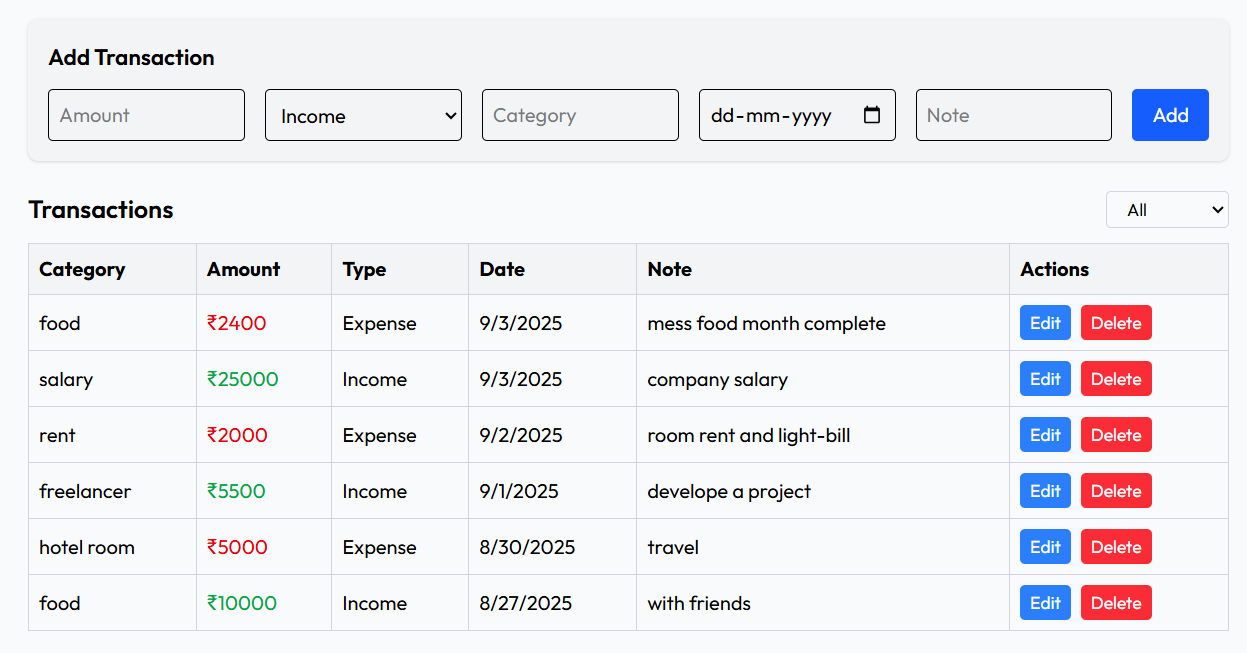 Add Transaction
Amount Income Category dd-mm-yyyy Note Add
Transactions All
Category Amount Type Date Note Actions
food ₹2400 Expense 9/3/2025 mess food month complete Edit Delete
salary ₹25000 Income 9/3/2025 company salary Edit Delete
rent ₹2000 Expense 9/2/2025 room rent and light-bill Edit Delete
freelancer ₹5500 Income 9/1/2025 develope a project Edit Delete
hotel room ₹5000 Expense 8/30/2025 travel Edit Delete
food ₹10000 Income 8/27/2025 with friends Edit Delete